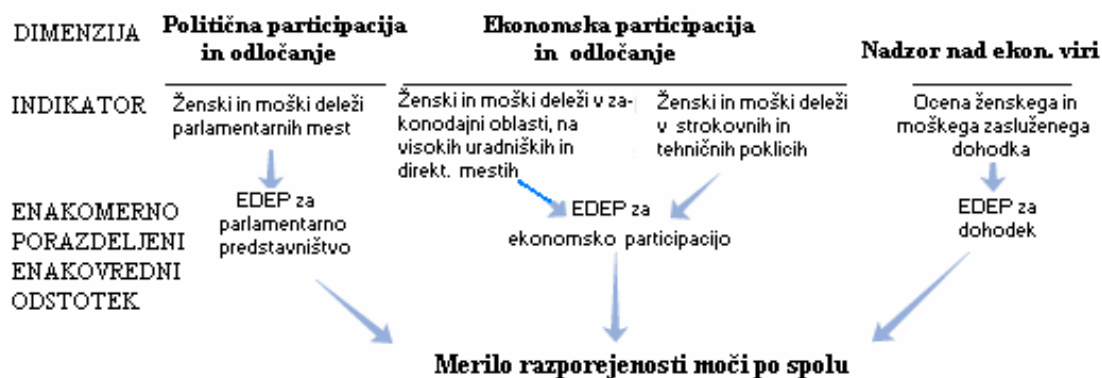 DIMENZIJA
Politična participacija
in odločanje
Ekonomska participacija
in odločanje
Nadzor nad ekon. viri
INDIKATOR
Ženski in moški deleži
parlamentarnih mest
Ženski in moški deleži v za-
konodajni oblasti, na
visokih uradniških in
direkt. mestih
Ženski in moški deleži
v strokovnih in
tehničnih poklicih
Ocena ženskega in
moškega zasluženega
dohodka
ENAKOMERNO
PORAZDELJENI
ENAKOVREDNI
ODSTOTEK
EDEP za
parlamentarno
predstavništvo
EDEP za
ekonomsko participacijo
EDEP za
dohodek
Merilo razporejenosti moči po spolu